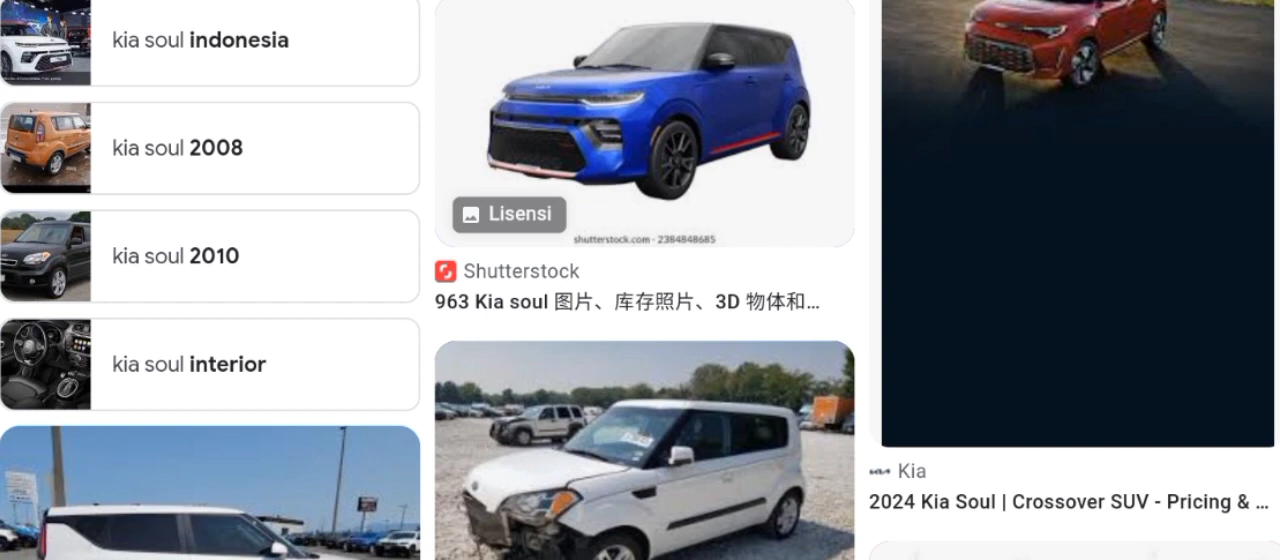 kia soul indonesia
kia soul 2008
kia soul 2010
kia soul interior
Lisensi
shutterstock.com · 2384848685
Shutterstock
963 Kia soul 图片、库存照片、3D 物体和…
Kia
2024 Kia Soul | Crossover SUV - Pricing & ...